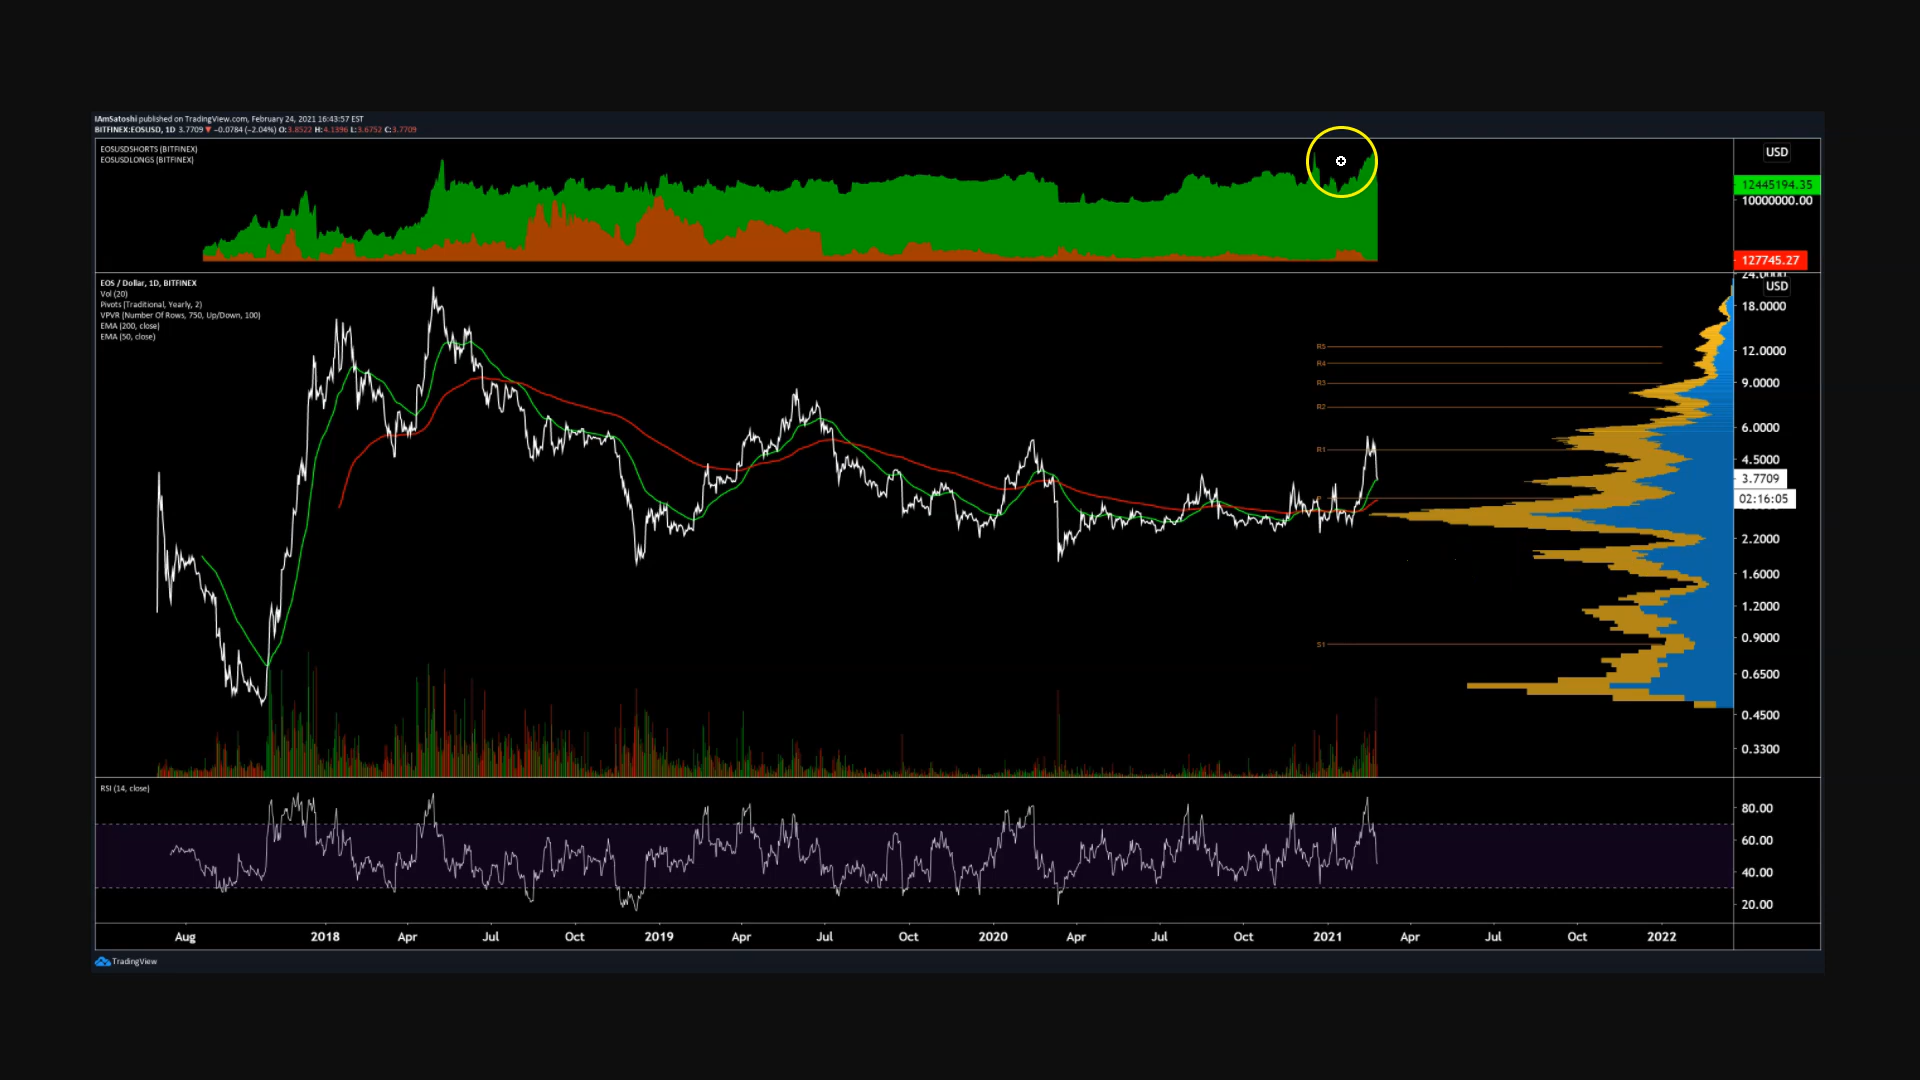 IAmSatoshi published on TradingView.com, February 24, 2021 16:43:57 EST
BITFINEX:EOSUSD, 1D 3.7709 ▼ −0.0784 (−2.04%) O:3.8522 H:4.1396 L:3.6752 C:3.7709
EOSUSDSHORTS (BITFINEX)
EOSUSDLONGS (BITFINEX)
USD
12445194.35
10000000.00
127745.27
EOS / Dollar, 1D, BITFINEX
Vol (20)
Pivots (Traditional, Yearly, 2)
VPVR (Number Of Rows, 750, Up/Down, 100)
EMA (200, close)
EMA (50, close)
24.0000
USD
18.0000
R5
12.0000
R4
R3
9.0000
R2
6.0000
R1
4.5000
3.7709
P
02:16:05
2.2000
1.6000
1.2000
0.9000
S1
0.6500
0.4500
0.3300
RSI (14, close)
80.00
60.00
40.00
20.00
Aug 2018 Apr Jul Oct 2019 Apr Jul Oct 2020 Apr Jul Oct 2021 Apr Jul Oct 2022
TradingView